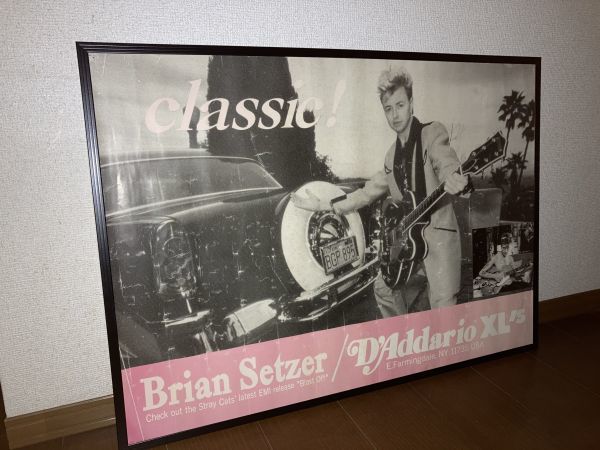 classic!
BGP 895
Brian Setzer / D'Addario XL's
E. Farmingdale, NY 11735 USA
Check out the Stray Cats' latest EMI release "Blast Off"